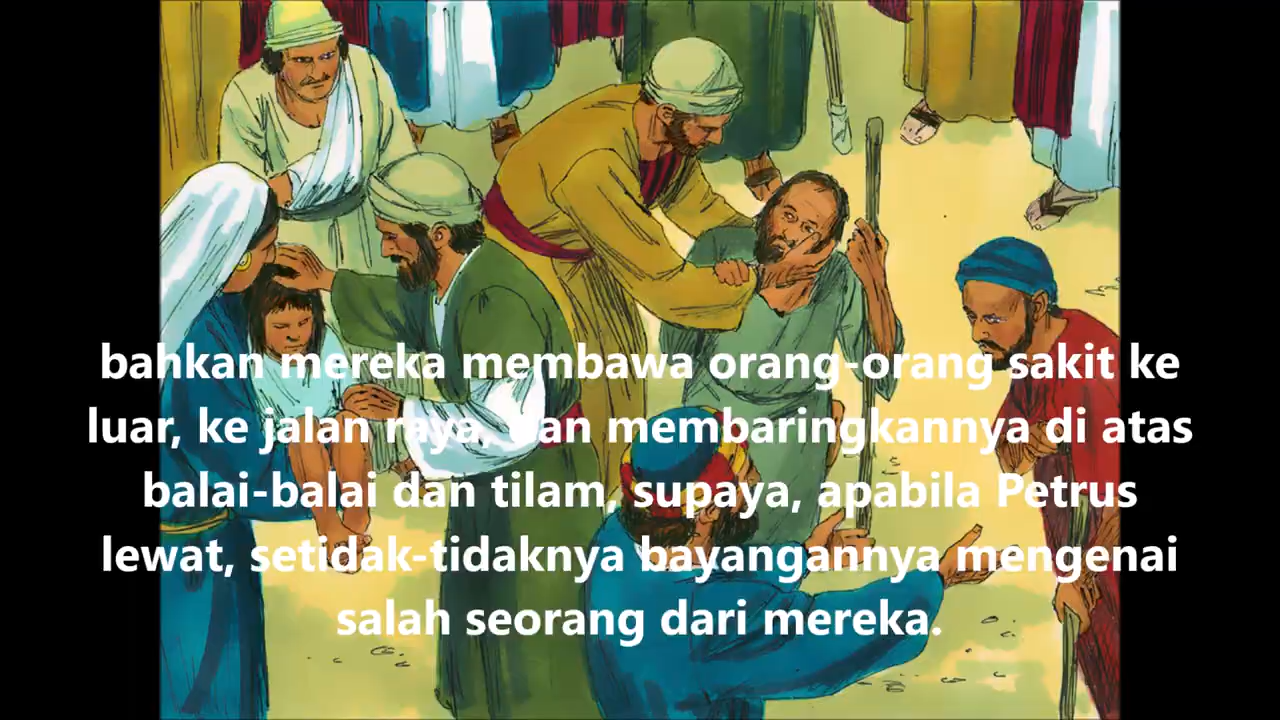 bahkan mereka membawa orang-orang sakit ke
luar, ke jalan raya, dan membaringkannya di atas
balai-balai dan tilam, supaya, apabila Petrus
lewat, setidak-tidaknya bayangannya mengenai
salah seorang dari mereka.